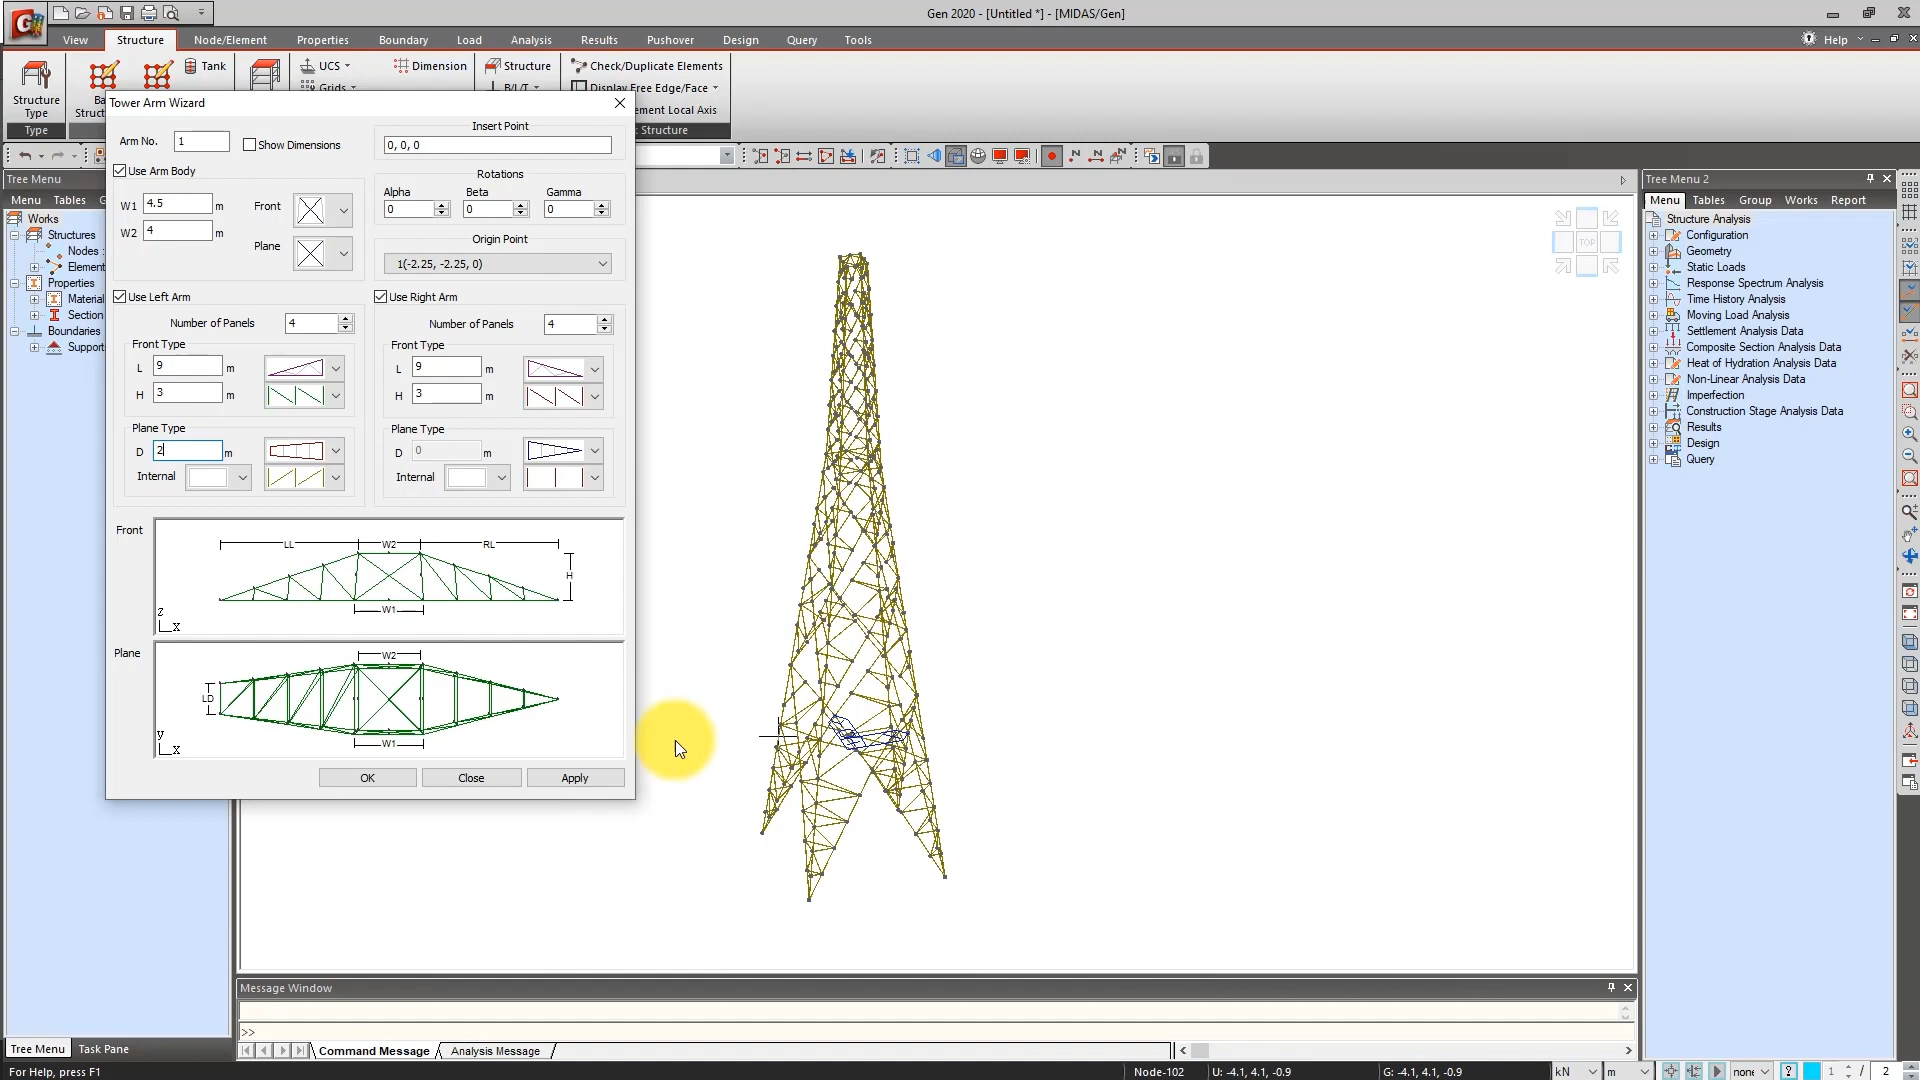 Gen 2020 - [Untitled *] - [MIDAS/Gen]
View Structure Node/Element Properties Boundary Load Analysis Results Pushover Design Query Tools Help
Structure
Type
Type
Ba
Struct
Tank
UCS
Grids
Dimension
Structure
B/L/T
Check/Duplicate Elements
Display Free Edge/Face
ement Local Axis
Structure
Tower Arm Wizard
Arm No. 1 Show Dimensions
Use Arm Body
W1 4.5 m Front
W2 4 m
Plane
Insert Point
0, 0, 0
Rotations
Alpha Beta Gamma
0 0 0
Origin Point
1(-2.25, -2.25, 0)
Use Left Arm
Number of Panels 4
Front Type
L 9 m
H 3 m
Plane Type
D 2 m
Internal
Use Right Arm
Number of Panels 4
Front Type
L 9 m
H 3 m
Plane Type
D 0 m
Internal
Front
LL W2 RL
H
W1
z
x
Plane
W2
LD
W1
y
x
OK Close Apply
Tree Menu
Menu Tables G
Works
Structures
Nodes :
Element
Properties
Material
Section
Boundaries
Support
Tree Menu Task Pane
TOP
Tree Menu 2
Menu Tables Group Works Report
Structure Analysis
Configuration
Geometry
Static Loads
Response Spectrum Analysis
Time History Analysis
Moving Load Analysis
Settlement Analysis Data
Composite Section Analysis Data
Heat of Hydration Analysis Data
Non-Linear Analysis Data
Imperfection
Construction Stage Analysis Data
Results
Design
Query
Message Window
>>
Command Message Analysis Message
For Help, press F1
Node-102 U: -4.1, 4.1, -0.9 G: -4.1, 4.1, -0.9 kN m none ? 1 / 2